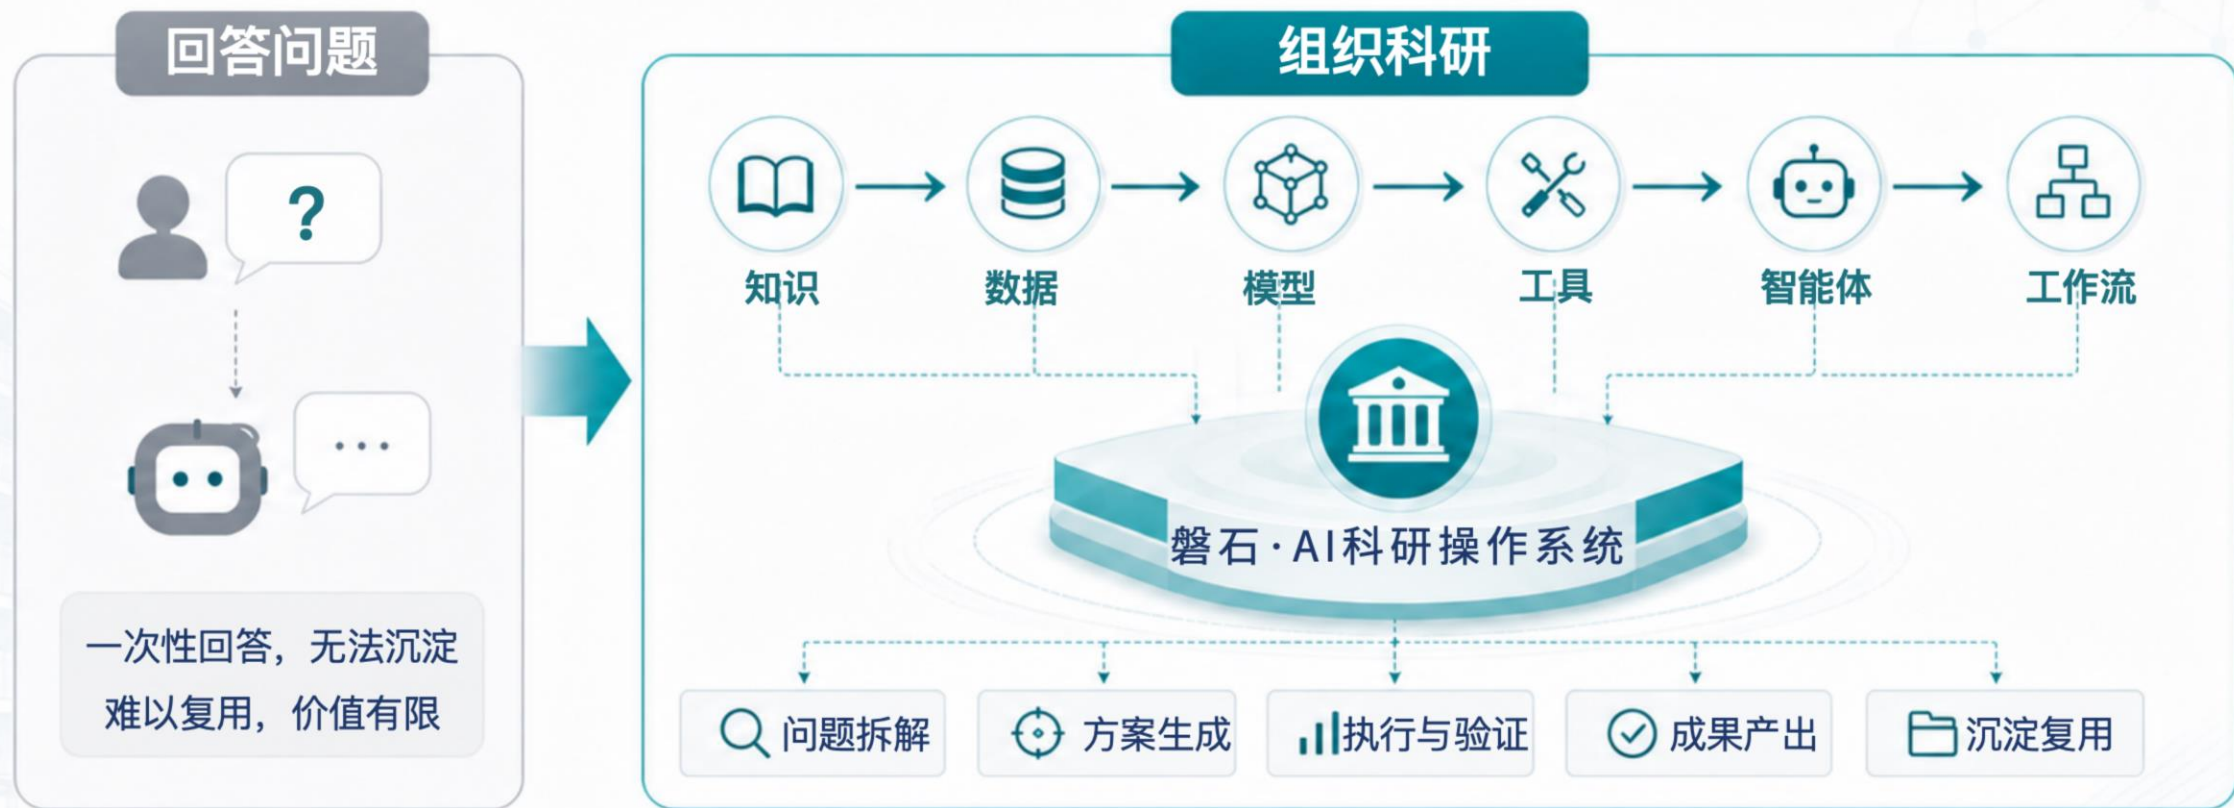 回答问题
?
一次性回答，无法沉淀
难以复用，价值有限
组织科研
知识
数据
模型
工具
智能体
工作流
磐石·AI科研操作系统
问题拆解
方案生成
执行与验证
成果产出
沉淀复用